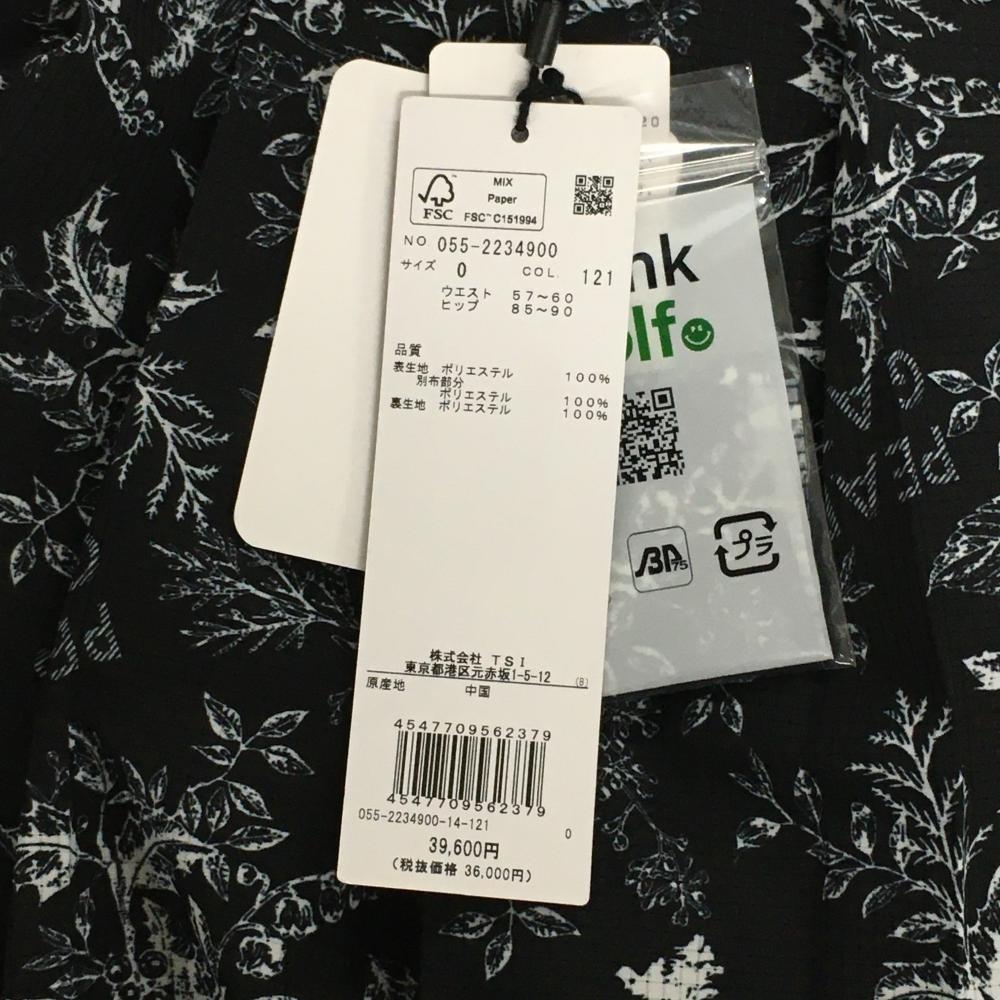 MIX
Paper
FSC™ C151994
FSC
NO 055-2234900
サイズ 0 COL. 121
ウエスト 57〜60
ヒップ 85〜90
品質
表生地 ポリエステル 100%
別布部分
ポリエステル 100%
裏生地 ポリエステル 100%
株式会社 TSI
東京都港区元赤坂1-5-12 (8)
原産地 中国
4547709562379
4547709562379
055-2234900-14-121 0
39,600円
(税抜価格 36,000円)
20
nk
lf
BA 75
プラ